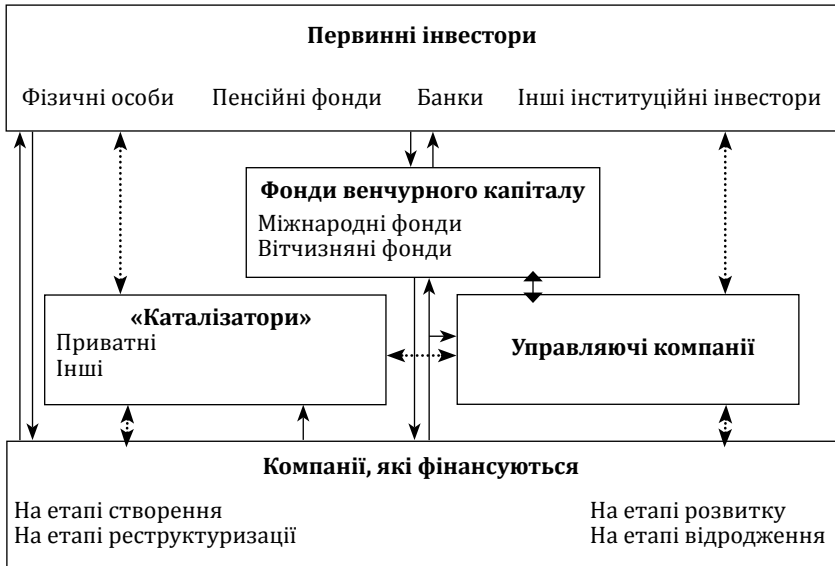 Первинні інвестори
Фізичні особи Пенсійні фонди Банки Інші інституційні інвестори
Фонди венчурного капіталу
Міжнародні фонди
Вітчизняні фонди
«Каталізатори»
Приватні
Інші
Управляючі компанії
Компанії, які фінансуються
На етапі створення
На етапі реструктуризації
На етапі розвитку
На етапі відродження